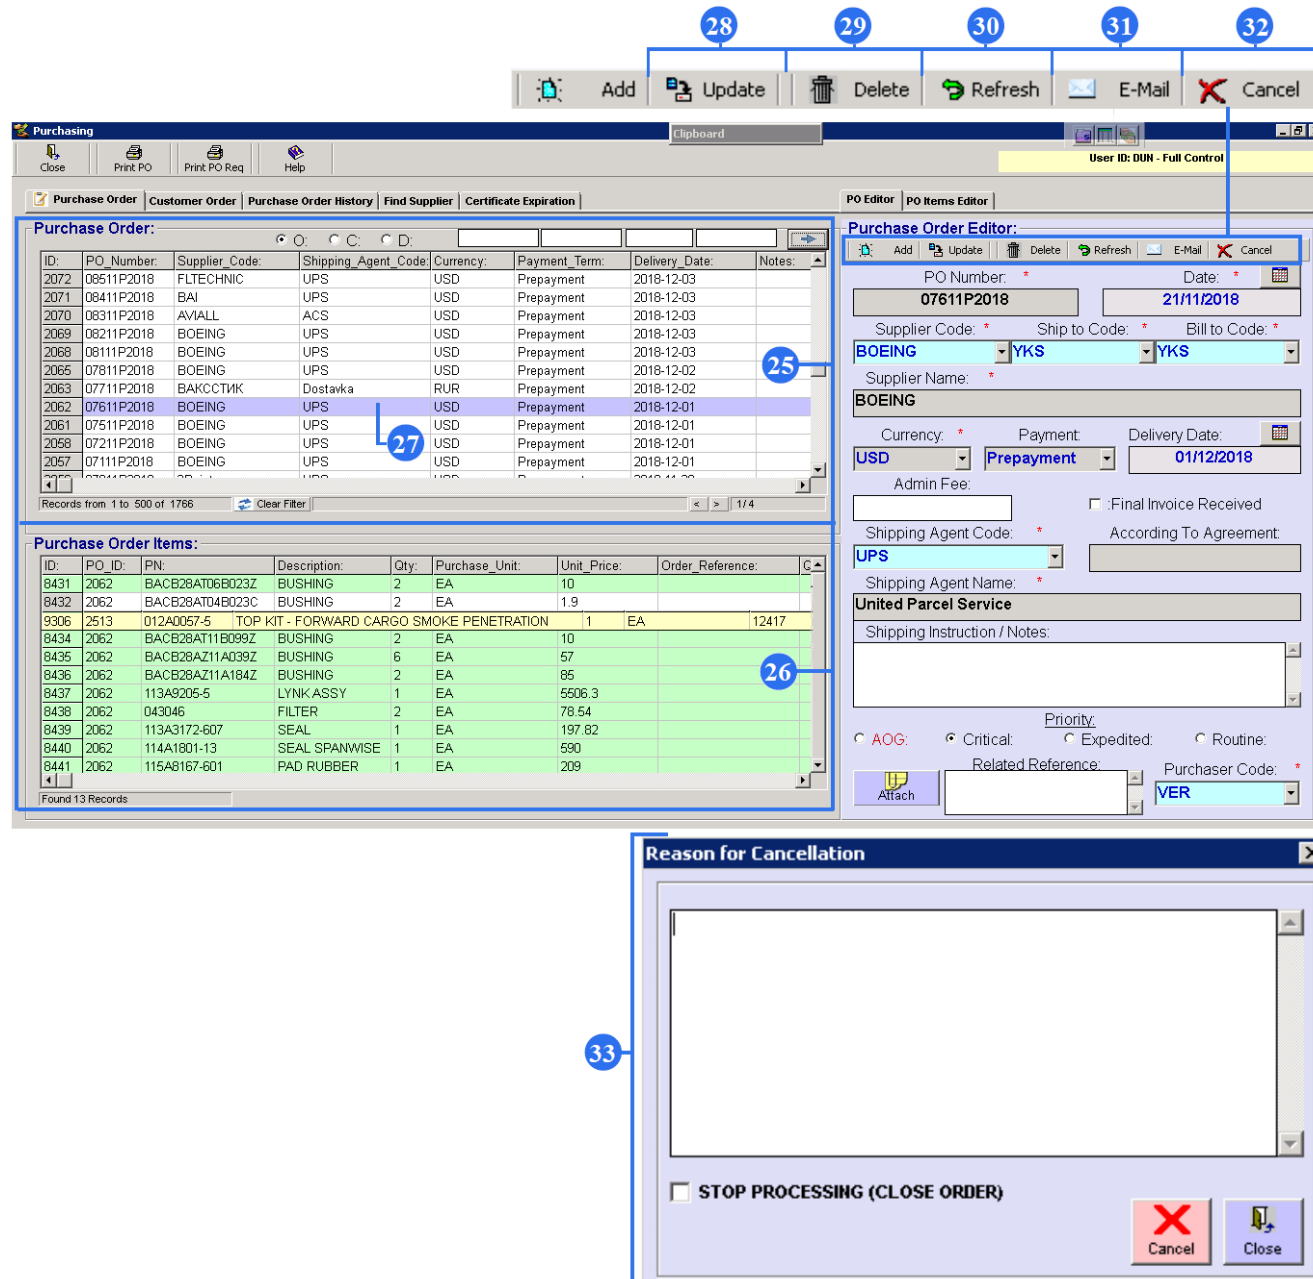 28 29 30 31 32
Add Update Delete Refresh E-Mail Cancel
Purchasing
Clipboard
Close Print PO Print PO Req Help
User ID: DUN - Full Control
Purchase Order Customer Order Purchase Order History Find Supplier Certificate Expiration
PO Editor PO Items Editor
Purchase Order:
O: C: D:
ID: PO_Number: Supplier_Code: Shipping_Agent_Code: Currency: Payment_Term: Delivery_Date: Notes:
2072 08511P2018 FLTECHNIC UPS USD Prepayment 2018-12-03
2071 08411P2018 BAI UPS USD Prepayment 2018-12-03
2070 08311P2018 AVIALL ACS USD Prepayment 2018-12-03
2069 08211P2018 BOEING UPS USD Prepayment 2018-12-03
2068 08111P2018 BOEING UPS USD Prepayment 2018-12-03
2065 07811P2018 BOEING UPS USD Prepayment 2018-12-02
2063 07711P2018 ВАКССТИК Dostavka RUR Prepayment 2018-12-02
2062 07611P2018 BOEING UPS USD Prepayment 2018-12-01
2061 07511P2018 BOEING UPS USD Prepayment 2018-12-01
2058 07211P2018 BOEING UPS USD Prepayment 2018-12-01
2057 07111P2018 BOEING UPS USD Prepayment 2018-12-01
25
27
Records from 1 to 500 of 1766 Clear Filter < > 1/4
Purchase Order Items:
ID: PO_ID: PN: Description: Qty: Purchase_Unit: Unit_Price: Order_Reference:
8431 2062 BACB28AT06B023Z BUSHING 2 EA 10
8432 2062 BACB28AT04B023C BUSHING 2 EA 1.9
9306 2513 012A0057-5 TOP KIT - FORWARD CARGO SMOKE PENETRATION 1 EA 12417
8434 2062 BACB28AT11B099Z BUSHING 2 EA 10
8435 2062 BACB28AZ11A039Z BUSHING 6 EA 57
8436 2062 BACB28AZ11A184Z BUSHING 2 EA 85
8437 2062 113A9205-5 LYNK ASSY 1 EA 5506.3
8438 2062 043046 FILTER 2 EA 78.54
8439 2062 113A3172-607 SEAL 1 EA 197.82
8440 2062 114A1801-13 SEAL SPANWISE 1 EA 590
8441 2062 115A8167-601 PAD RUBBER 1 EA 209
26
Found 13 Records
Purchase Order Editor:
Add Update Delete Refresh E-Mail Cancel
PO Number: * Date: *
07611P2018 21/11/2018
Supplier Code: * Ship to Code: * Bill to Code: *
BOEING YKS YKS
Supplier Name: *
BOEING
Currency: * Payment: Delivery Date:
USD Prepayment 01/12/2018
Admin Fee:
:Final Invoice Received
Shipping Agent Code: * According To Agreement:
UPS
Shipping Agent Name: *
United Parcel Service
Shipping Instruction / Notes:
Priority:
AOG: Critical: Expedited: Routine:
Related Reference: Purchaser Code: *
Attach VER
33
Reason for Cancellation
STOP PROCESSING (CLOSE ORDER)
Cancel Close